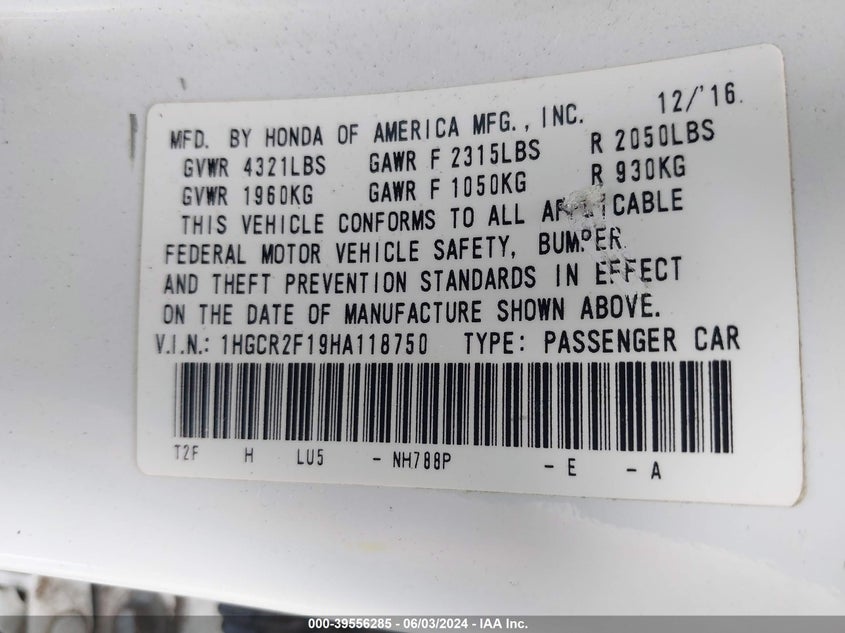 12/'16
MFD. BY HONDA OF AMERICA MFG., INC.
GVWR 4321LBS GAWR F 2315LBS R 2050LBS
GVWR 1960KG GAWR F 1050KG R 930KG
THIS VEHICLE CONFORMS TO ALL APPLICABLE
FEDERAL MOTOR VEHICLE SAFETY, BUMPER
AND THEFT PREVENTION STANDARDS IN EFFECT
ON THE DATE OF MANUFACTURE SHOWN ABOVE.
V.I.N.: 1HGCR2F19HA118750 TYPE: PASSENGER CAR
T2F H LU5 - NH788P - E - A
000-39556285 - 06/03/2024 - IAA Inc.